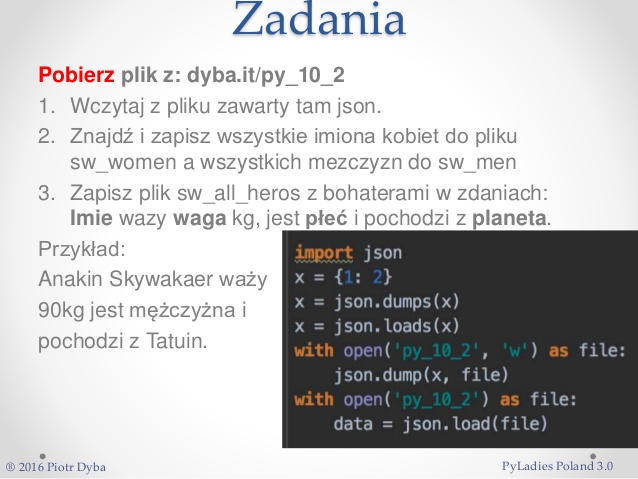 Zadania
Pobierz plik z: dyba.it/py_10_2
1. Wczytaj z pliku zawarty tam json.
2. Znajdź i zapisz wszystkie imiona kobiet do pliku
sw_women a wszystkich mezczyzn do sw_men
3. Zapisz plik sw_all_heros z bohaterami w zdaniach:
Imie wazy waga kg, jest płeć i pochodzi z planeta.
Przykład:
Anakin Skywakaer waży
90kg jest mężczyżna i
pochodzi z Tatuin.
import json
x = {1: 2}
x = json.dumps(x)
x = json.loads(x)
with open('py_10_2', 'w') as file:
    json.dump(x, file)
with open('py_10_2') as file:
    data = json.load(file)
® 2016 Piotr Dyba
PyLadies Poland 3.0